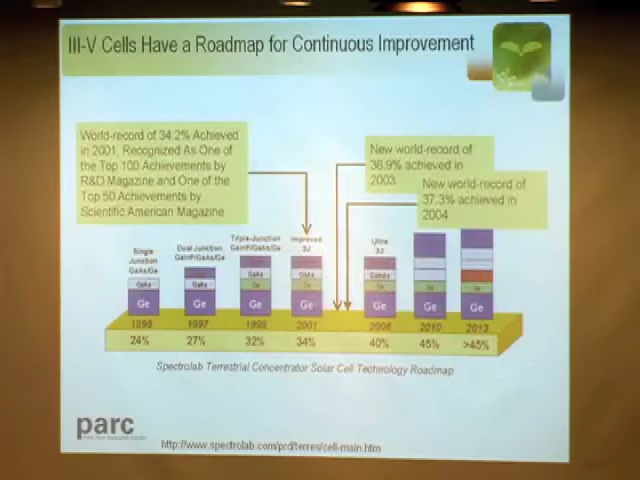 III-V Cells Have a Roadmap for Continuous Improvement
World-record of 34.2% Achieved
in 2001, Recognized As One of
the Top 100 Achievements by
R&D Magazine and One of the
Top 50 Achievements by
Scientific American Magazine
New world-record of
36.9% achieved in
2003
New world-record of
37.3% achieved in
2004
Single
Junction
GaAs/Ge
Dual Junction
GaInP/GaAs/Ge
Triple-Junction
GaInP/GaAs/Ge
Improved
3J
Ultra
3J
GaAs
GaAs
GaAs
GaAs
Ge
Ge
Ge
Ge
Ge
Ge
Ge
Ge
Ge
1997
2001
2010
24%
27%
32%
34%
40%
45%
>45%
Spectrolab Terrestrial Concentrator Solar Cell Technology Roadmap
parc
http://www.spectrolab.com/prd/terres/cell-main.htm